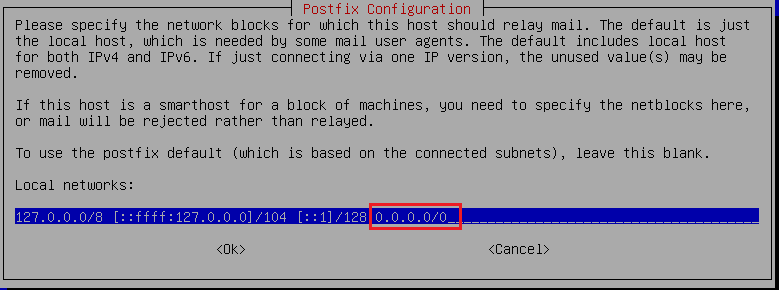 Postfix Configuration
Please specify the network blocks for which this host should relay mail. The default is just
the local host, which is needed by some mail user agents. The default includes local host
for both IPv4 and IPv6. If just connecting via one IP version, the unused value(s) may be
removed.
If this host is a smarthost for a block of machines, you need to specify the netblocks here,
or mail will be rejected rather than relayed.
To use the postfix default (which is based on the connected subnets), leave this blank.
Local networks:
127.0.0.0/8 [::ffff:127.0.0.0]/104 [::1]/128 0.0.0.0/0
<Ok> <Cancel>